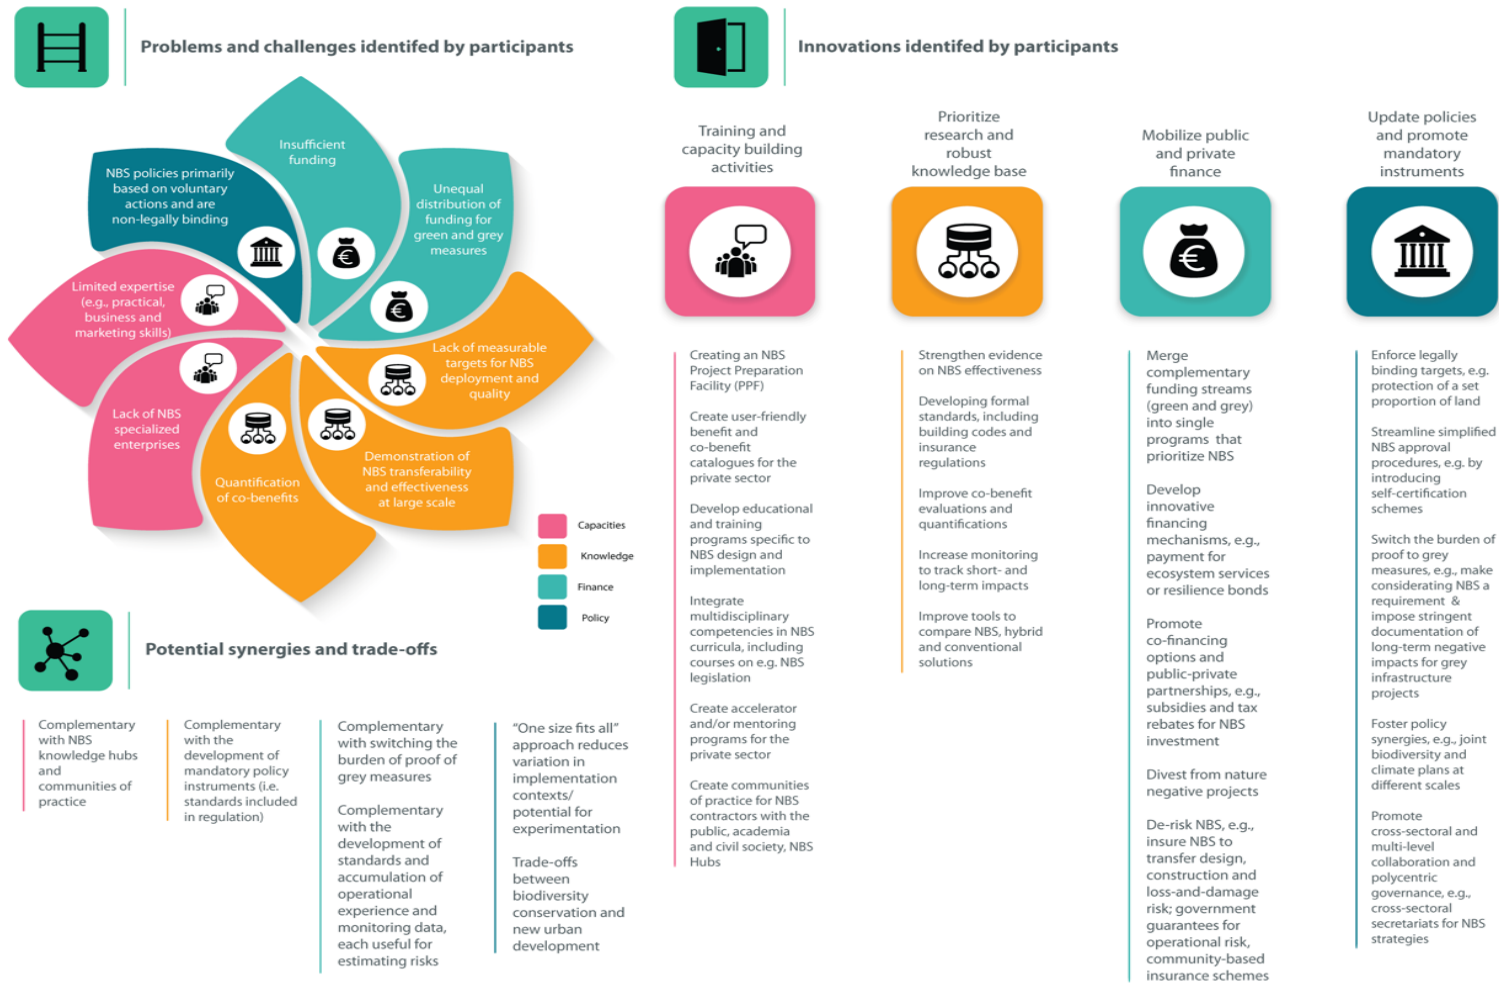 Problems and challenges identifed by participants
Insufficient
funding
Unequal
distribution of
funding for
green and grey
measures
NBS policies primarily
based on voluntary
actions and are
non-legally binding
Limited expertise
(e.g., practical,
business and
marketing skills)
Lack of measurable
targets for NBS
deployment and
quality
Lack of NBS
specialized
enterprises
Quantification
of co-benefits
Demonstration of
NBS transferability
and effectiveness
at large scale
Capacities
Knowledge
Finance
Policy
Potential synergies and trade-offs
Complementary
with NBS
knowledge hubs
and
communities of
practice
Complementary
with the
development of
mandatory policy
instruments (i.e.
standards included
in regulation)
Complementary
with switching the
burden of proof of
grey measures
Complementary
with the
development of
standards and
accumulation of
operational
experience and
monitoring data,
each useful for
estimating risks
“One size fits all”
approach reduces
variation in
implementation
contexts/
potential for
experimentation
Trade-offs
between
biodiversity
conservation and
new urban
development
Innovations identifed by participants
Training and
capacity building
activities
Creating an NBS
Project Preparation
Facility (PPF)
Create user-friendly
benefit and
co-benefit
catalogues for the
private sector
Develop educational
and training
programs specific to
NBS design and
implementation
Integrate
multidisciplinary
competencies in NBS
curricula, including
courses on e.g. NBS
legislation
Create accelerator
and/or mentoring
programs for the
private sector
Create communities
of practice for NBS
contractors with the
public, academia
and civil society, NBS
Hubs
Prioritize
research and
robust
knowledge base
Strengthen evidence
on NBS effectiveness
Developing formal
standards, including
building codes and
insurance
regulations
Improve co-benefit
evaluations and
quantifications
Increase monitoring
to track short- and
long-term impacts
Improve tools to
compare NBS, hybrid
and conventional
solutions
Mobilize public
and private
finance
Merge
complementary
funding streams
(green and grey)
into single
programs that
prioritize NBS
Develop
innovative
financing
mechanisms, e.g.,
payment for
ecosystem services
or resilience bonds
Promote
co-financing
options and
public-private
partnerships, e.g.,
subsidies and tax
rebates for NBS
investment
Divest from nature
negative projects
De-risk NBS, e.g.,
insure NBS to
transfer design,
construction and
loss-and-damage
risk; government
guarantees for
operational risk,
community-based
insurance schemes
Update policies
and promote
mandatory
instruments
Enforce legally
binding targets, e.g.
protection of a set
proportion of land
Streamline simplified
NBS approval
procedures, e.g. by
introducing
self-certification
schemes
Switch the burden of
proof to grey
measures, e.g., make
considerating NBS a
requirement &
impose stringent
documentation of
long-term negative
impacts for grey
infrastructure
projects
Foster policy
synergies, e.g., joint
biodiversity and
climate plans at
different scales
Promote
cross-sectoral and
multi-level
collaboration and
polycentric
governance, e.g.,
cross-sectoral
secretariats for NBS
strategies